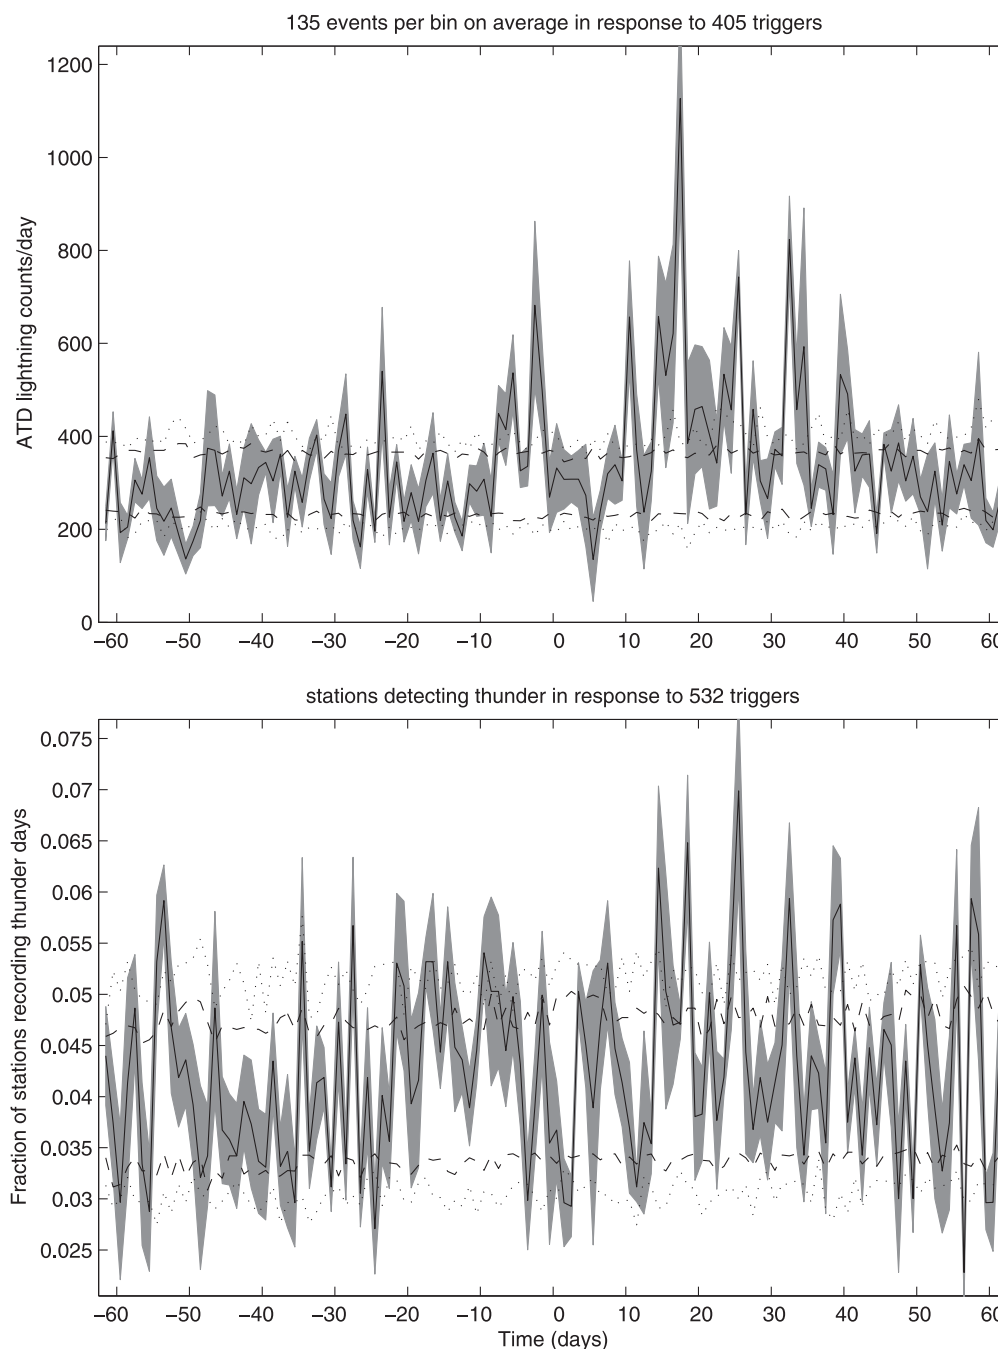 135 events per bin on average in response to 405 triggers
1200
1000
800
600
400
200
0
ATD lightning counts/day
−60 −50 −40 −30 −20 −10 0 10 20 30 40 50 60
stations detecting thunder in response to 532 triggers
0.075
0.07
0.065
0.06
0.055
0.05
0.045
0.04
0.035
0.03
0.025
Fraction of stations recording thunder days
−60 −50 −40 −30 −20 −10 0 10 20 30 40 50 60
Time (days)